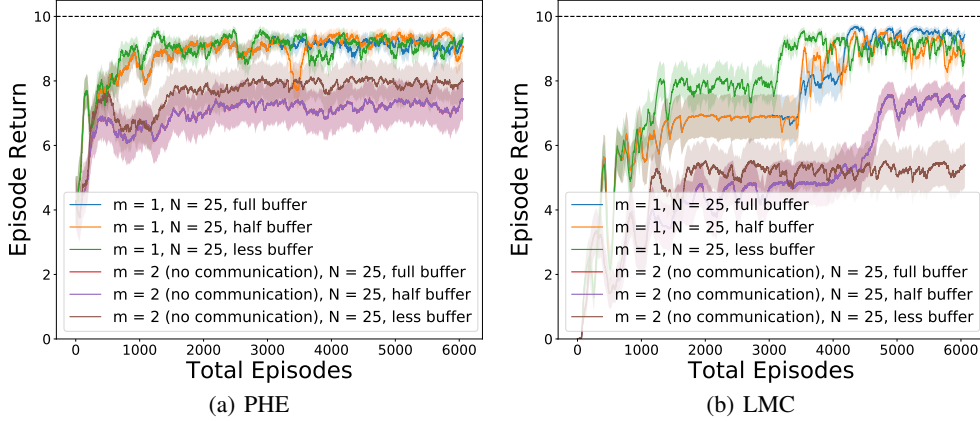 10
8
6
4
2
0
Episode Return
m = 1, N = 25, full buffer
m = 1, N = 25, half buffer
m = 1, N = 25, less buffer
m = 2 (no communication), N = 25, full buffer
m = 2 (no communication), N = 25, half buffer
m = 2 (no communication), N = 25, less buffer
0 1000 2000 3000 4000 5000 6000
Total Episodes
(a) PHE
10
8
6
4
2
0
Episode Return
m = 1, N = 25, full buffer
m = 1, N = 25, half buffer
m = 1, N = 25, less buffer
m = 2 (no communication), N = 25, full buffer
m = 2 (no communication), N = 25, half buffer
m = 2 (no communication), N = 25, less buffer
0 1000 2000 3000 4000 5000 6000
Total Episodes
(b) LMC